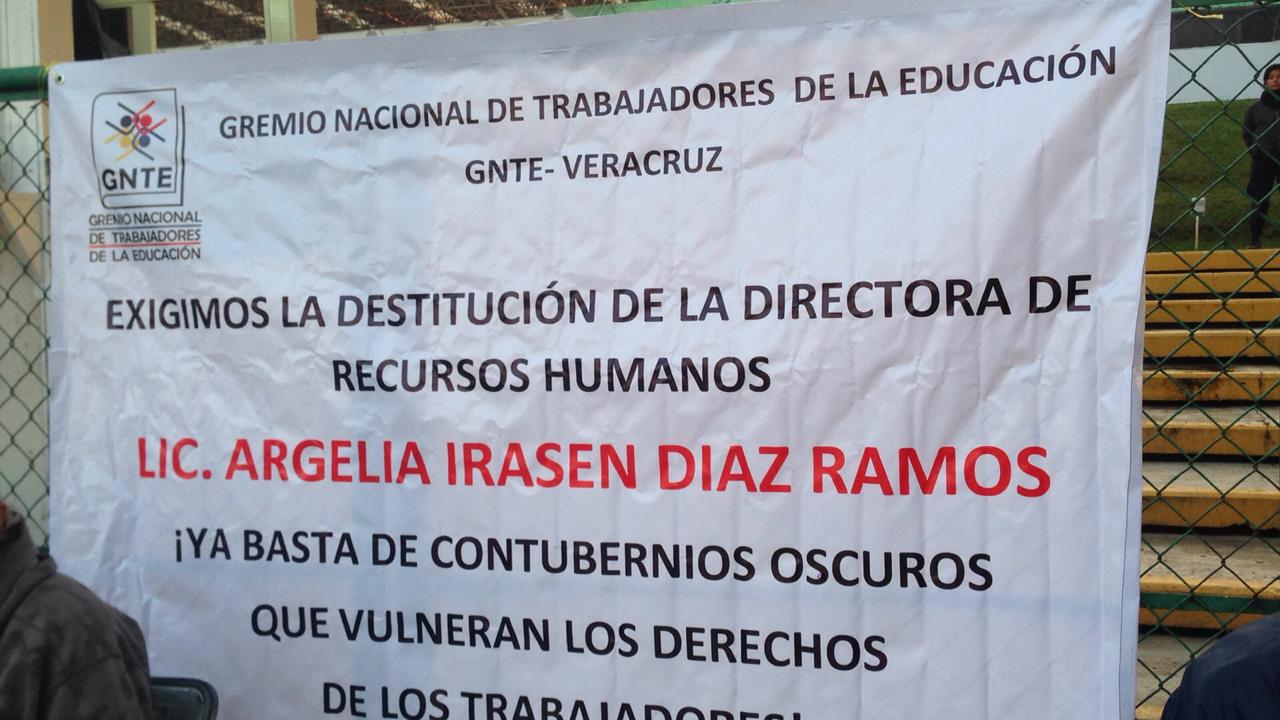 GNTE
GREMIO NACIONAL
DE TRABAJADORES
DE LA EDUCACIÓN
GREMIO NACIONAL DE TRABAJADORES DE LA EDUCACIÓN
GNTE- VERACRUZ
EXIGIMOS LA DESTITUCIÓN DE LA DIRECTORA DE
RECURSOS HUMANOS
LIC. ARGELIA IRASEN DIAZ RAMOS
¡YA BASTA DE CONTUBERNIOS OSCUROS
QUE VULNERAN LOS DERECHOS
DE LOS TRABAJADORES!